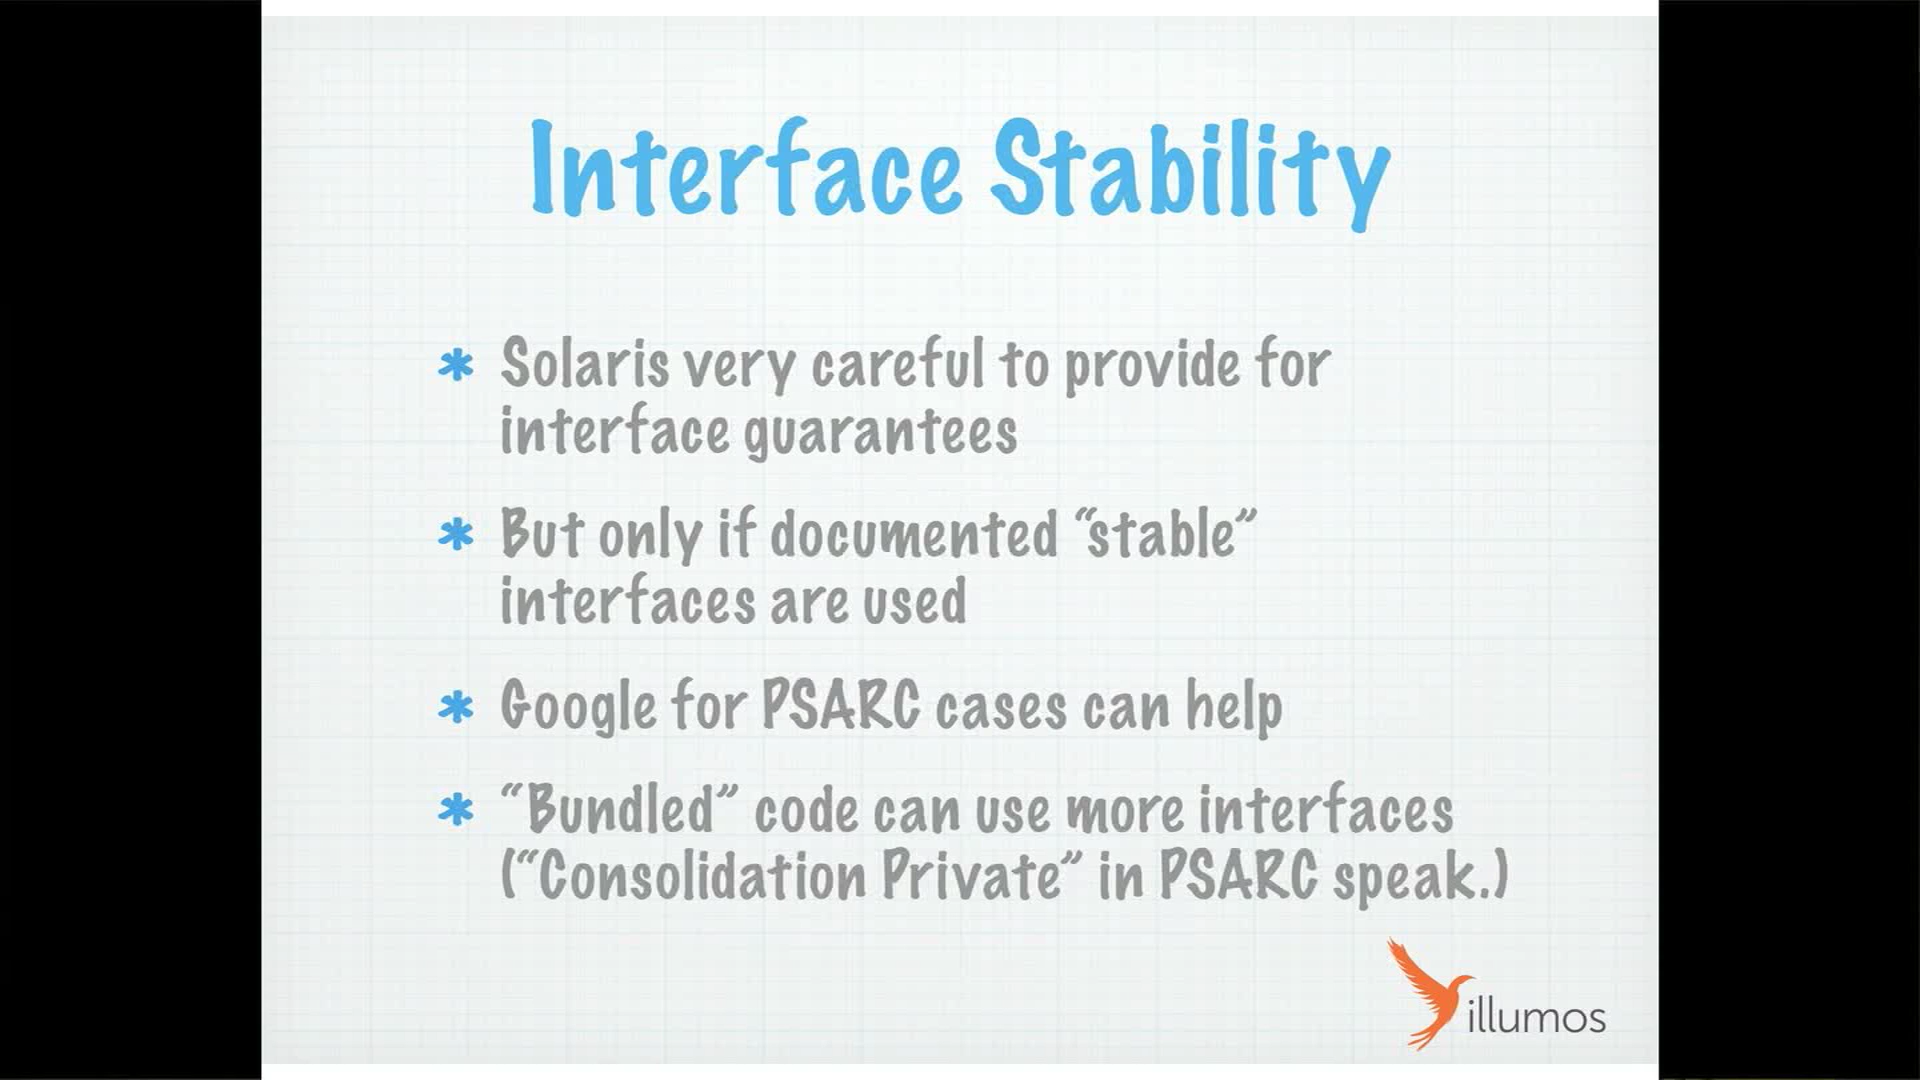 Interface Stability
* Solaris very careful to provide for
interface guarantees
* But only if documented “stable”
interfaces are used
* Google for PSARC cases can help
* “Bundled” code can use more interfaces
(“Consolidation Private” in PSARC speak.)
illumos